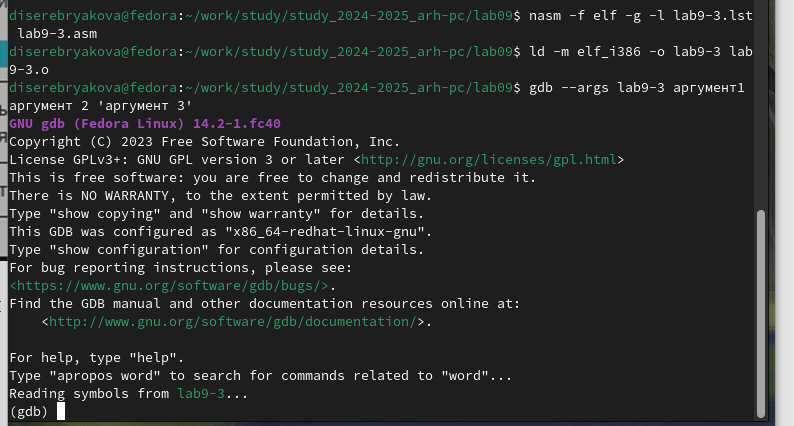 diserebryakova@fedora:~/work/study/study_2024-2025_arh-pc/lab09$ nasm -f elf -g -l lab9-3.lst
 lab9-3.asm
diserebryakova@fedora:~/work/study/study_2024-2025_arh-pc/lab09$ ld -m elf_i386 -o lab9-3 lab
9-3.o
diserebryakova@fedora:~/work/study/study_2024-2025_arh-pc/lab09$ gdb --args lab9-3 аргумент1
аргумент 2 'аргумент 3'
GNU gdb (Fedora Linux) 14.2-1.fc40
Copyright (C) 2023 Free Software Foundation, Inc.
License GPLv3+: GNU GPL version 3 or later <http://gnu.org/licenses/gpl.html>
This is free software: you are free to change and redistribute it.
There is NO WARRANTY, to the extent permitted by law.
Type "show copying" and "show warranty" for details.
This GDB was configured as "x86_64-redhat-linux-gnu".
Type "show configuration" for configuration details.
For bug reporting instructions, please see:
<https://www.gnu.org/software/gdb/bugs/>.
Find the GDB manual and other documentation resources online at:
    <http://www.gnu.org/software/gdb/documentation/>.
For help, type "help".
Type "apropos word" to search for commands related to "word"...
Reading symbols from lab9-3...
(gdb)